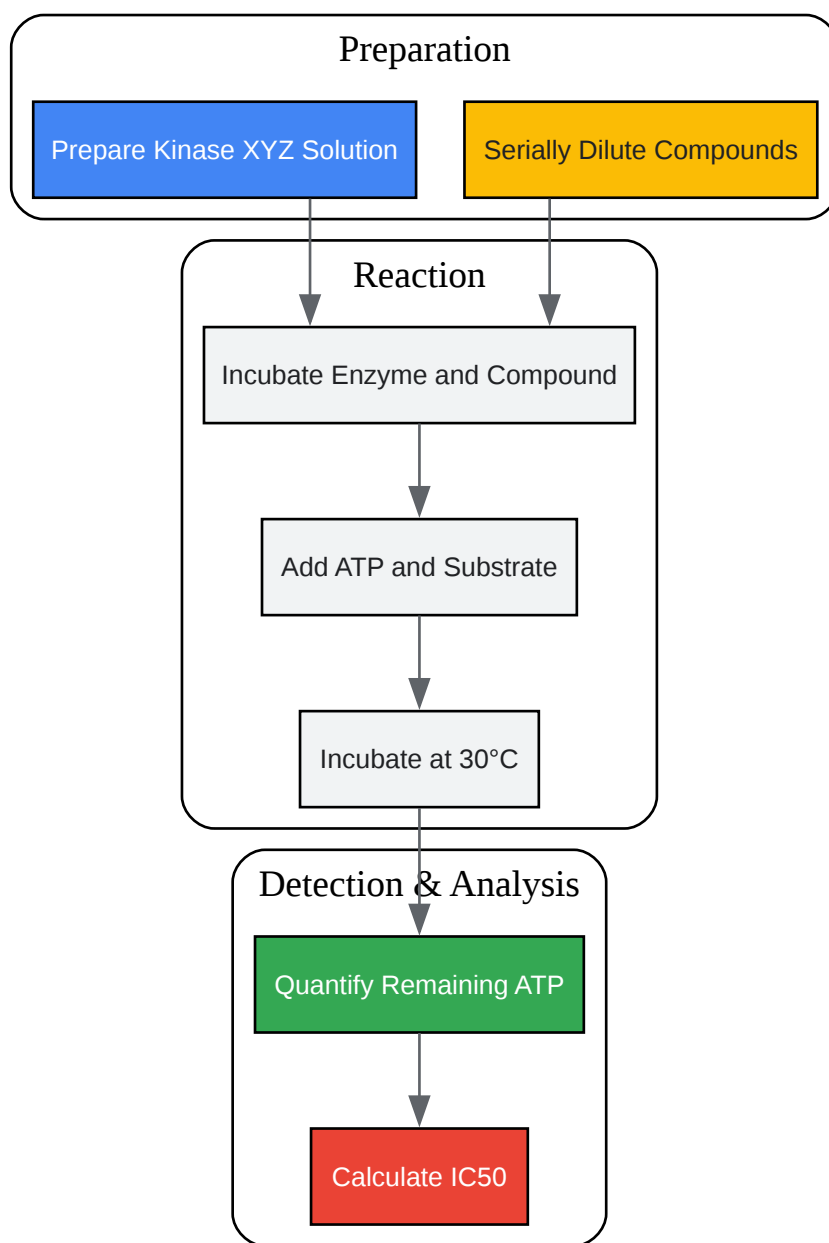 Preparation
Prepare Kinase XYZ Solution
Serially Dilute Compounds
Reaction
Incubate Enzyme and Compound
Add ATP and Substrate
Incubate at 30°C
Detection & Analysis
Quantify Remaining ATP
Calculate IC50